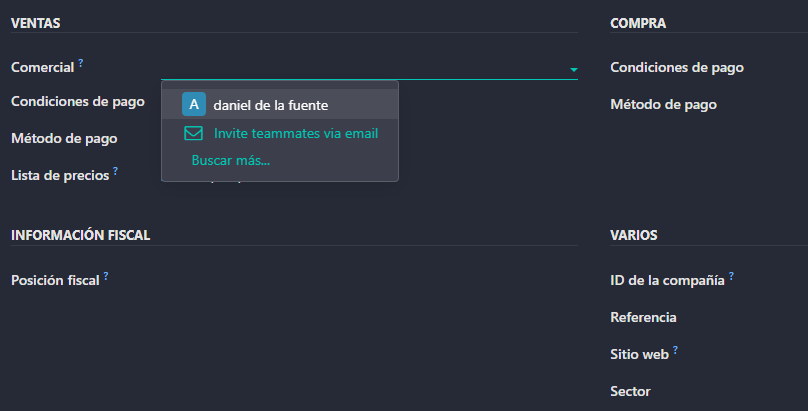 VENTAS
Comercial ?
A daniel de la fuente
Invite teammates via email
Buscar más...
Condiciones de pago
Método de pago
Lista de precios ?
INFORMACIÓN FISCAL
Posición fiscal ?
COMPRA
Condiciones de pago
Método de pago
VARIOS
ID de la compañía ?
Referencia
Sitio web ?
Sector